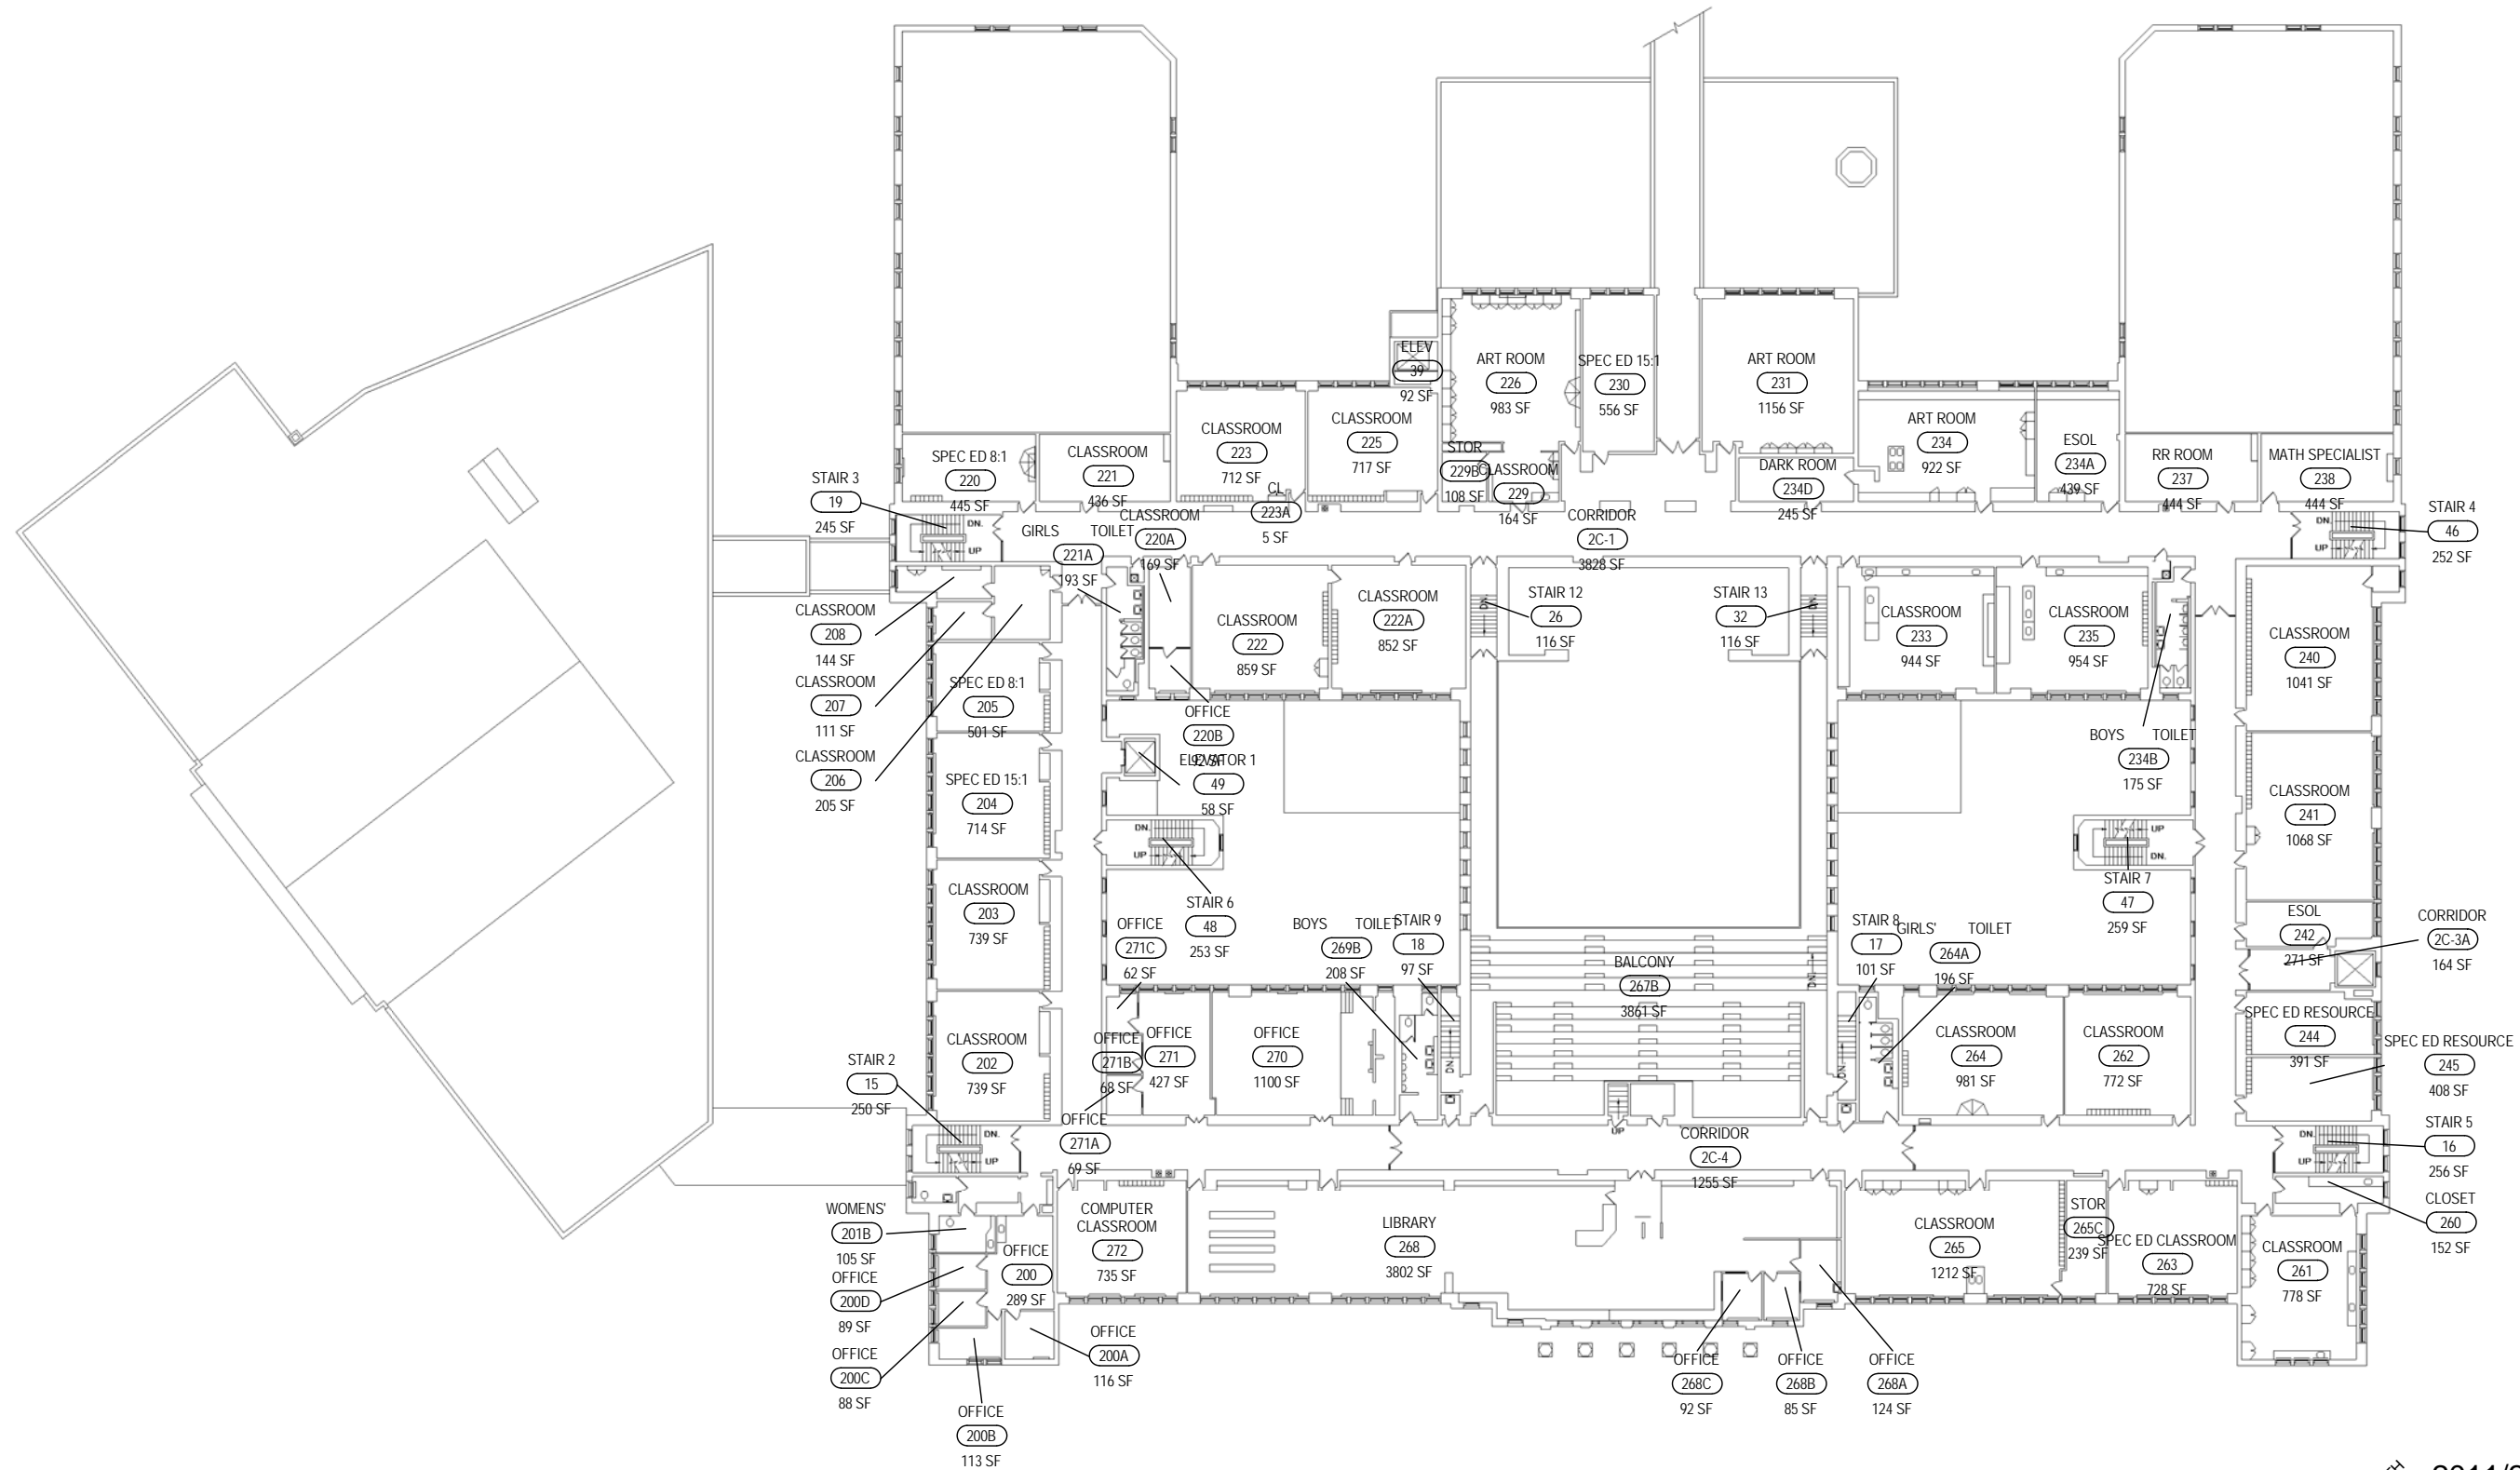 ELEV
39
92 SF
ART ROOM
226
983 SF
SPEC ED 15:1
230
556 SF
ART ROOM
231
1156 SF
CLASSROOM
223
712 SF
CLASSROOM
225
717 SF
ART ROOM
234
922 SF
ESOL
234A
439 SF
SPEC ED 8:1
220
445 SF
CLASSROOM
221
436 SF
STOR
229B
108 SF
CLASSROOM
229
164 SF
DARK ROOM
234D
245 SF
RR ROOM
237
444 SF
MATH SPECIALIST
238
444 SF
STAIR 3
19
245 SF
DN.
UP
CL
223A
5 SF
GIRLS TOILET
221A
193 SF
CLASSROOM
220A
169 SF
CORRIDOR
2C-1
3828 SF
DN.
UP
STAIR 4
46
252 SF
CLASSROOM
208
144 SF
CLASSROOM
207
111 SF
CLASSROOM
206
205 SF
SPEC ED 8:1
205
501 SF
CLASSROOM
222
859 SF
CLASSROOM
222A
852 SF
DN.
STAIR 12
26
116 SF
STAIR 13
32
116 SF
DN.
CLASSROOM
233
944 SF
CLASSROOM
235
954 SF
CLASSROOM
240
1041 SF
OFFICE
220B
92 SF
ELEVATOR 1
49
58 SF
BOYS TOILET
234B
175 SF
SPEC ED 15:1
204
714 SF
CLASSROOM
241
1068 SF
DN.
UP
UP
DN.
STAIR 6
48
253 SF
STAIR 7
47
259 SF
CLASSROOM
203
739 SF
OFFICE
271C
62 SF
BOYS TOILET
269B
208 SF
STAIR 9
18
97 SF
STAIR 8
17
101 SF
GIRLS' TOILET
264A
196 SF
ESOL
242
271 SF
CORRIDOR
2C-3A
164 SF
BALCONY
267B
3861 SF
DN.
CLASSROOM
202
739 SF
OFFICE
271B
68 SF
OFFICE
271
427 SF
OFFICE
270
1100 SF
DN.
DN.
CLASSROOM
264
981 SF
CLASSROOM
262
772 SF
SPEC ED RESOURCE
244
391 SF
SPEC ED RESOURCE
245
408 SF
STAIR 2
15
250 SF
DN.
UP
OFFICE
271A
69 SF
UP
CORRIDOR
2C-4
1255 SF
DN.
UP
STAIR 5
16
256 SF
WOMENS'
201B
105 SF
OFFICE
200
289 SF
COMPUTER
CLASSROOM
272
735 SF
LIBRARY
268
3802 SF
CLASSROOM
265
1212 SF
STOR
265C
239 SF
SPEC ED CLASSROOM
263
728 SF
CLASSROOM
261
778 SF
CLOSET
260
152 SF
OFFICE
200D
89 SF
OFFICE
200C
88 SF
OFFICE
200A
116 SF
OFFICE
200B
113 SF
OFFICE
268C
92 SF
OFFICE
268B
85 SF
OFFICE
268A
124 SF